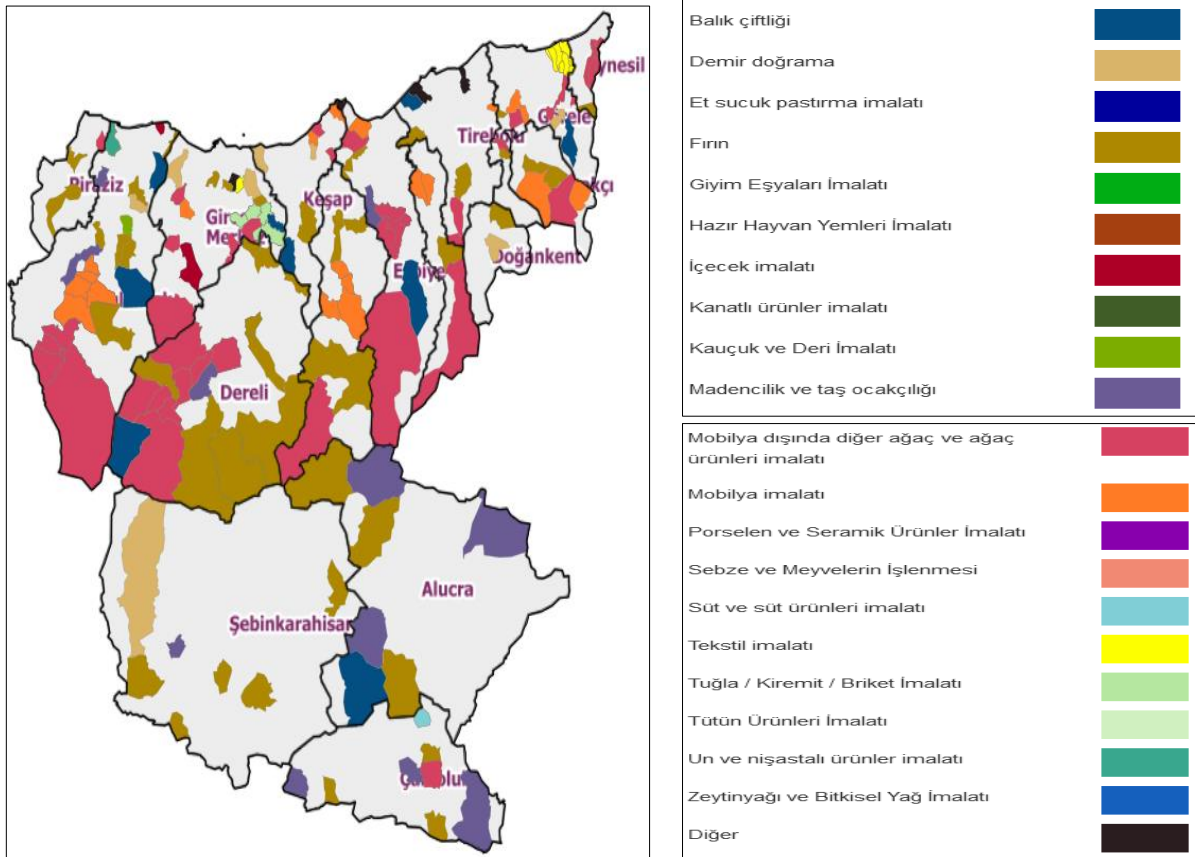 Balık çiftliği
Demir doğrama
Et sucuk pastırma imalatı
Fırın
Giyim Eşyaları İmalatı
Hazır Hayvan Yemleri İmalatı
İçecek imalatı
Kanatlı ürünler imalatı
Kauçuk ve Deri İmalatı
Madencilik ve taş ocakçılığı
Mobilya dışında diğer ağaç ve ağaç
ürünleri imalatı
Mobilya imalatı
Porselen ve Seramik Ürünler İmalatı
Sebze ve Meyvelerin İşlenmesi
Süt ve süt ürünleri imalatı
Tekstil imalatı
Tuğla / Kiremit / Briket İmalatı
Tütün Ürünleri İmalatı
Un ve nişastalı ürünler imalatı
Zeytinyağı ve Bitkisel Yağ İmalatı
Diğer
Tirebolu
Piraziz
Keşap
Espiye
Doğankent
Dereli
Alucra
Şebinkarahisar